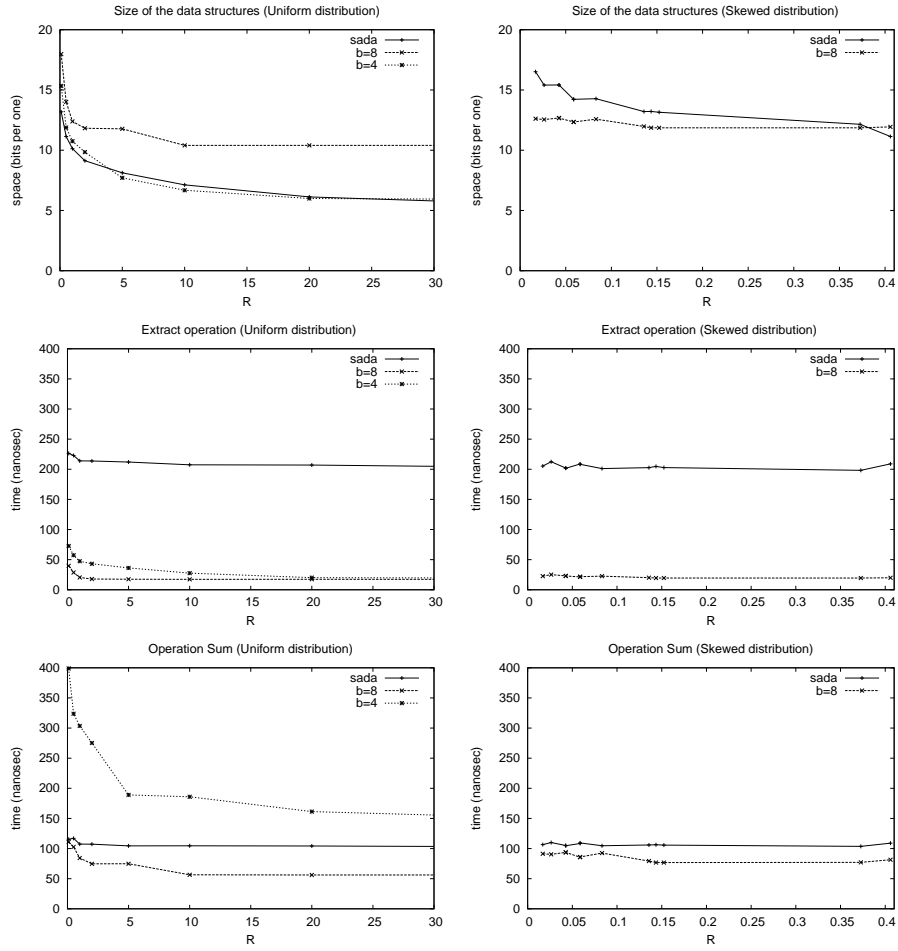 Size of the data structures (Uniform distribution)
20
15
10
5
0
space (bits per one)
sada
b=8
b=4
0 5 10 15 20 25 30
R
Size of the data structures (Skewed distribution)
20
15
10
5
0
space (bits per one)
sada
b=8
0 0.05 0.1 0.15 0.2 0.25 0.3 0.35 0.4
R
Extract operation (Uniform distribution)
400
350
300
250
200
150
100
50
0
time (nanosec)
sada
b=8
b=4
0 5 10 15 20 25 30
R
Extract operation (Skewed distribution)
400
350
300
250
200
150
100
50
0
time (nanosec)
sada
b=8
0 0.05 0.1 0.15 0.2 0.25 0.3 0.35 0.4
R
Operation Sum (Uniform distribution)
400
350
300
250
200
150
100
50
0
time (nanosec)
sada
b=8
b=4
0 5 10 15 20 25 30
R
Operation Sum (Skewed distribution)
400
350
300
250
200
150
100
50
0
time (nanosec)
sada
b=8
0 0.05 0.1 0.15 0.2 0.25 0.3 0.35 0.4
R